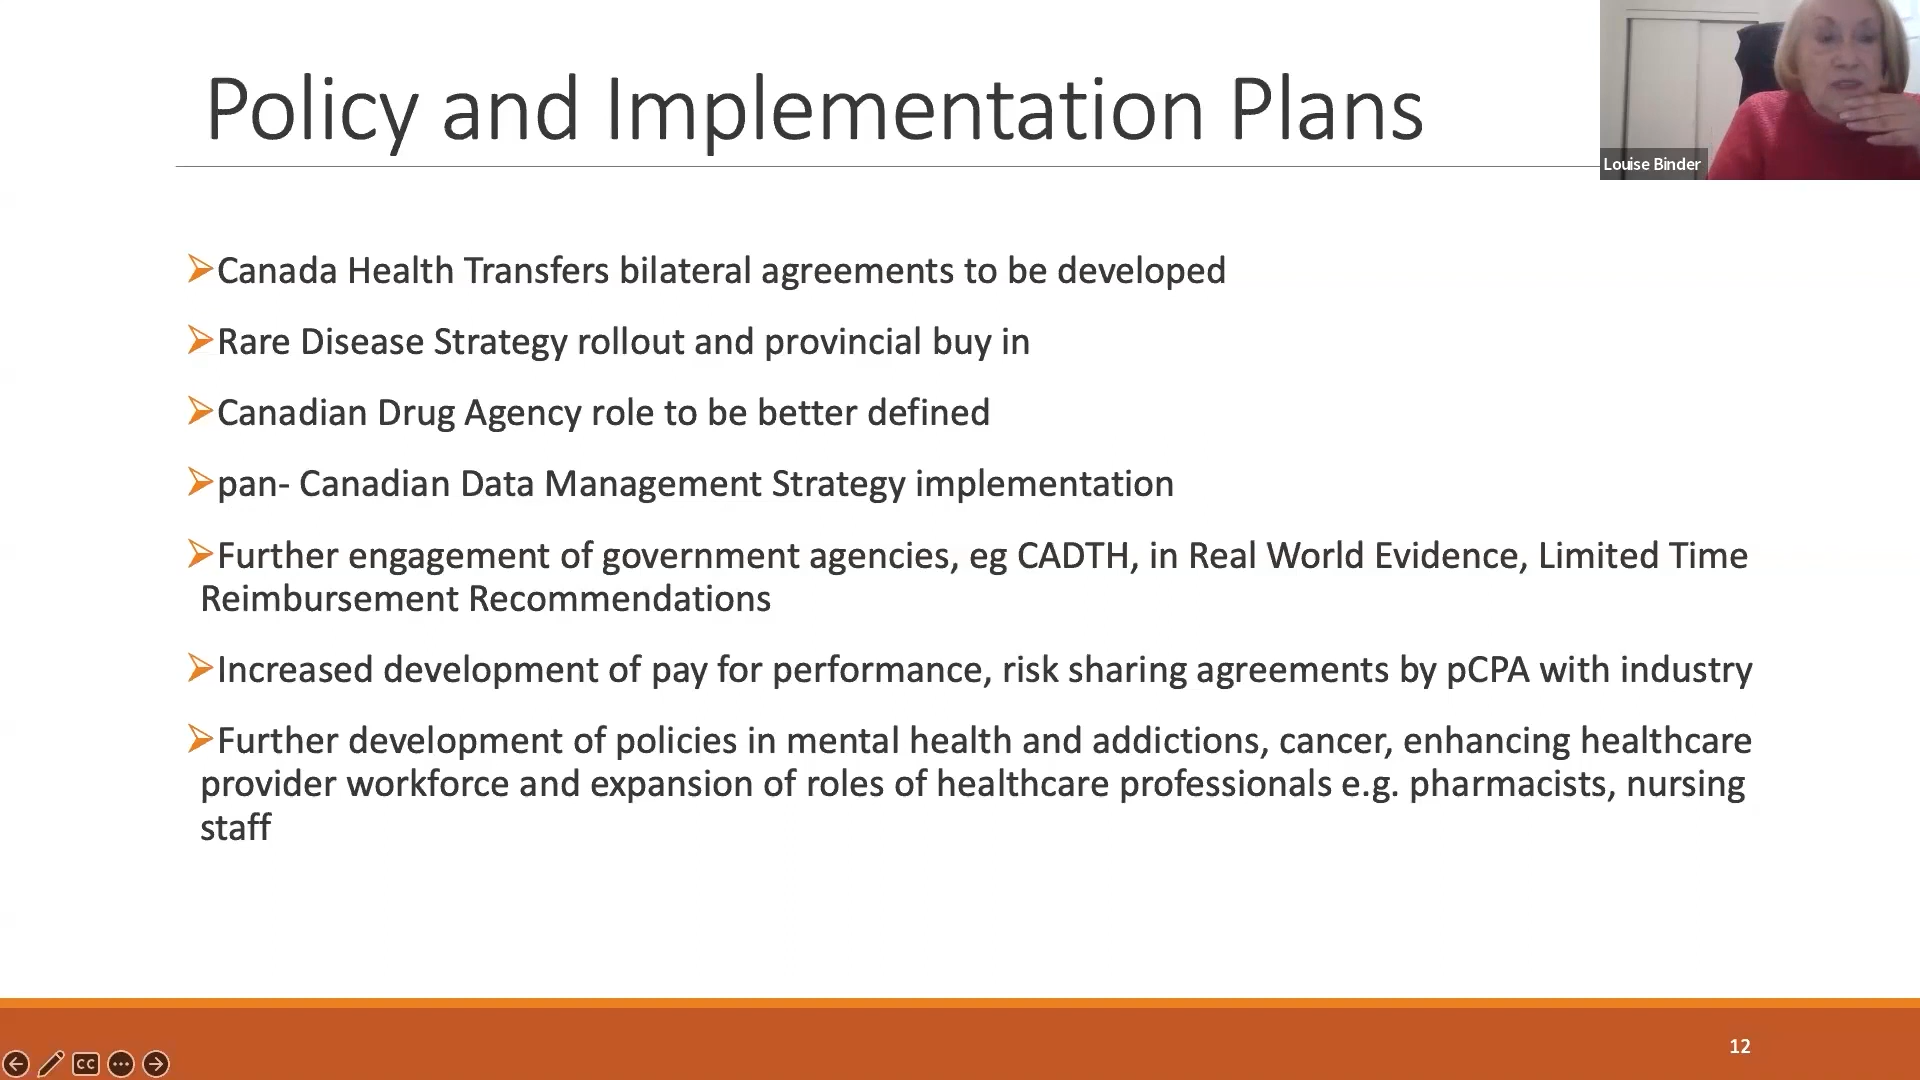 Policy and Implementation Plans
Louise Binder
Canada Health Transfers bilateral agreements to be developed
Rare Disease Strategy rollout and provincial buy in
Canadian Drug Agency role to be better defined
pan- Canadian Data Management Strategy implementation
Further engagement of government agencies, eg CADTH, in Real World Evidence, Limited Time
Reimbursement Recommendations
Increased development of pay for performance, risk sharing agreements by pCPA with industry
Further development of policies in mental health and addictions, cancer, enhancing healthcare
provider workforce and expansion of roles of healthcare professionals e.g. pharmacists, nursing
staff
12
CC